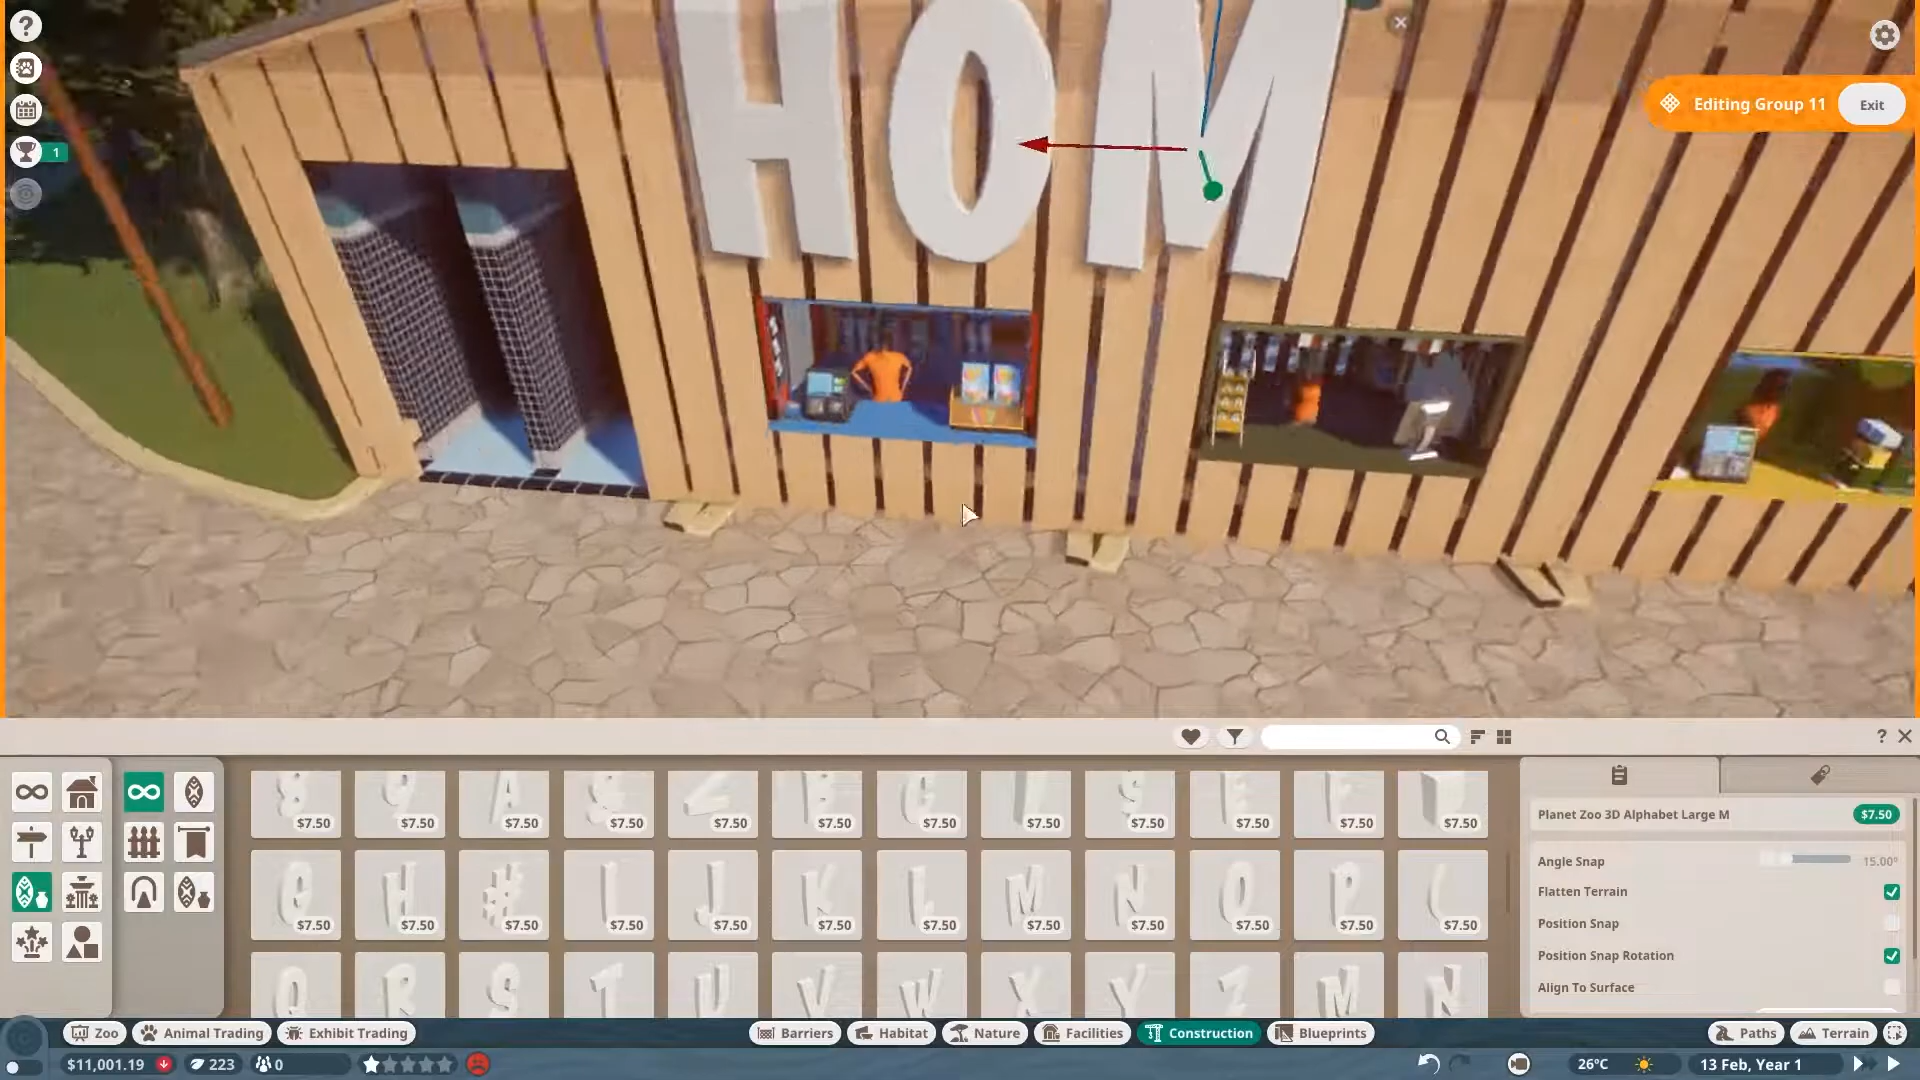 HOM
Editing Group 11
Exit
?
1
? ×
8 $7.50
9 $7.50
A $7.50
$7.50
$7.50
B $7.50
C $7.50
$7.50
$ $7.50
E $7.50
F $7.50
$7.50
G $7.50
H $7.50
# $7.50
I $7.50
J $7.50
K $7.50
L $7.50
M $7.50
N $7.50
O $7.50
P $7.50
( $7.50
Q R S T U V W X Y Z M N
Planet Zoo 3D Alphabet Large M $7.50
Angle Snap 15.00°
Flatten Terrain
Position Snap
Position Snap Rotation
Align To Surface
Zoo Animal Trading Exhibit Trading Barriers Habitat Nature Facilities Construction Blueprints Paths Terrain
$11,001.19 223 0 26°C 13 Feb, Year 1